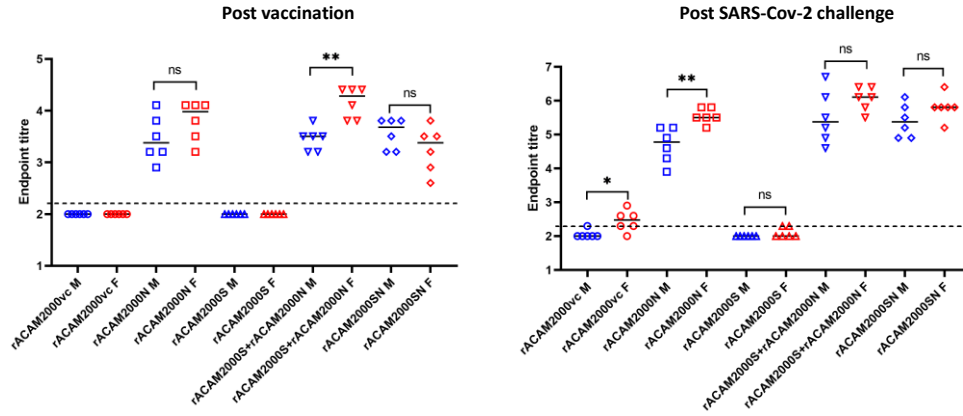 Post vaccination
5
4
3
2
1
Endpoint titre
ns
**
ns
rACAM2000vc M
rACAM2000vc F
rACAM2000N M
rACAM2000N F
rACAM2000S M
rACAM2000S F
rACAM2000S+rACAM2000N M
rACAM2000S+rACAM2000N F
rACAM2000SN M
rACAM2000SN F
Post SARS-Cov-2 challenge
7
6
5
4
3
2
1
Endpoint titre
*
**
ns
ns
ns
rACAM2000vc M
rACAM2000vc F
rACAM2000N M
rACAM2000N F
rACAM2000S M
rACAM2000S F
rACAM2000S+rACAM2000N M
rACAM2000S+rACAM2000N F
rACAM2000SN M
rACAM2000SN F